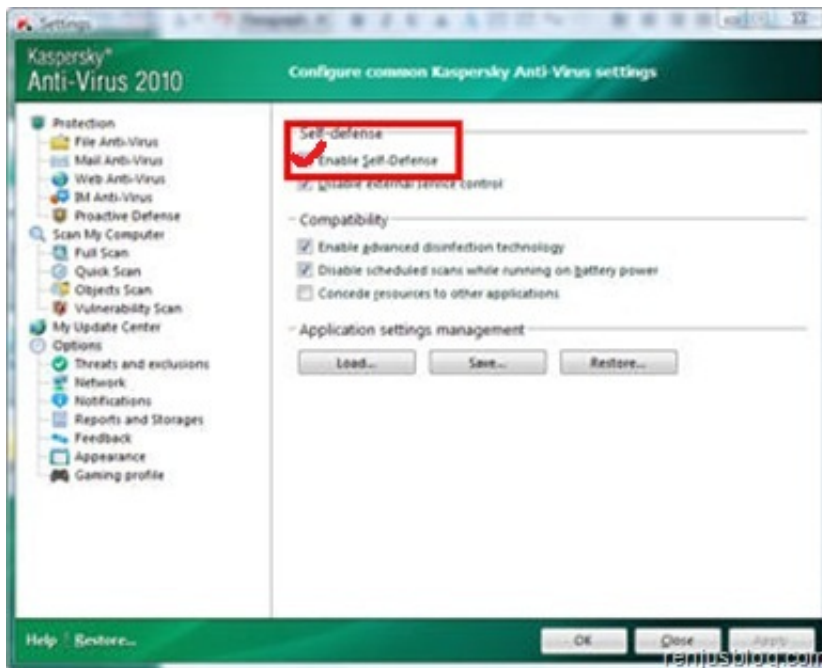 Settings
Kaspersky®
Anti-Virus 2010
Configure common Kaspersky Anti-Virus settings
Protection
File Anti-Virus
Mail Anti-Virus
Web Anti-Virus
IM Anti-Virus
Proactive Defense
Scan My Computer
Full Scan
Quick Scan
Objects Scan
Vulnerability Scan
My Update Center
Options
Threats and exclusions
Network
Notifications
Reports and Storages
Feedback
Appearance
Gaming profile
Self-defense
Enable Self-Defense
Disable external service control
Compatibility
Enable advanced disinfection technology
Disable scheduled scans while running on battery power
Concede resources to other applications
Application settings management
Load... Save... Restore...
Help Restore... OK Close Apply
renjusblog.com